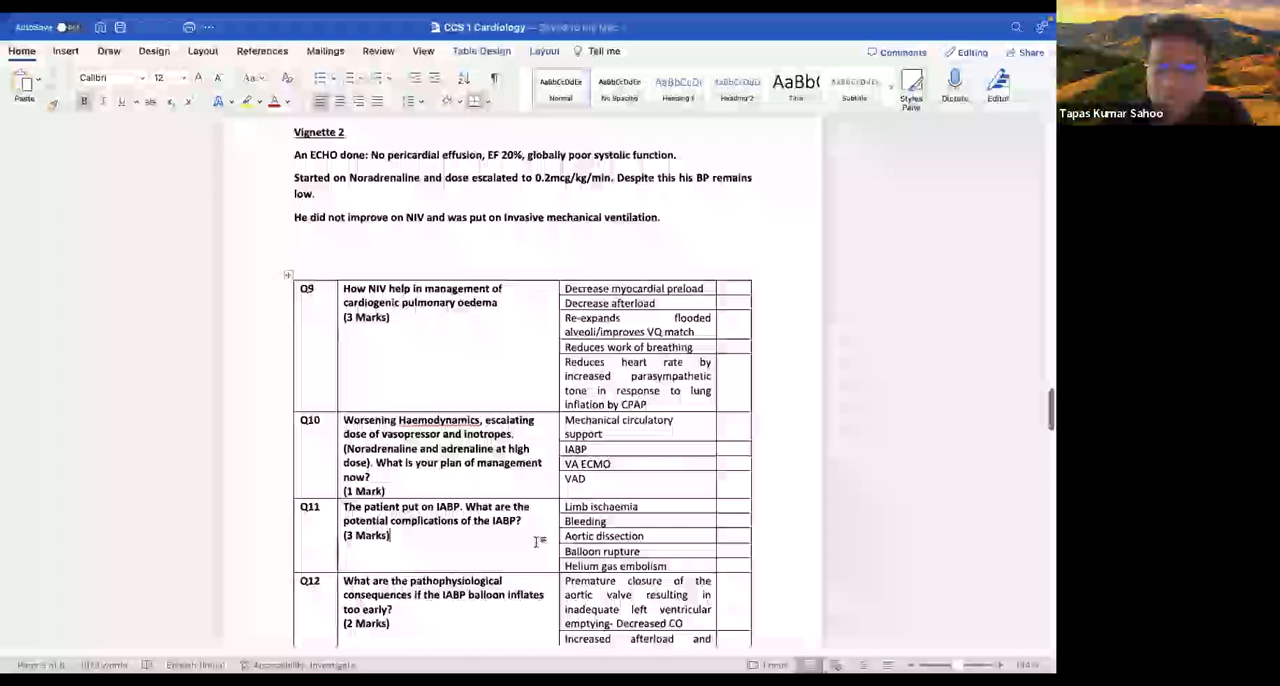 AutoSave
CCS 1 Cardiology
Home Insert Draw Design Layout References Mailings Review View Table Design Layout Tell me
Comments Editing Share
Paste
Calibri 12
AaBbCcDdEe Normal
AaBbCcDdEe No Spacing
AaBbCcDc Heading 1
AaBbCcDdEe Heading 2
AaBb( Title
AaBbCcDdEe Subtitle
Styles Pane
Dictate
Editor
Tapas Kumar Sahoo
Vignette 2
An ECHO done: No pericardial effusion, EF 20%, globally poor systolic function.
Started on Noradrenaline and dose escalated to 0.2mcg/kg/min. Despite this his BP remains
low.
He did not improve on NIV and was put on Invasive mechanical ventilation.
Q9
How NIV help in management of
cardiogenic pulmonary oedema
(3 Marks)
Decrease myocardial preload
Decrease afterload
Re-expands flooded
alveoli/improves VQ match
Reduces work of breathing
Reduces heart rate by
increased parasympathetic
tone in response to lung
inflation by CPAP
Q10
Worsening Haemodynamics, escalating
dose of vasopressor and inotropes.
(Noradrenaline and adrenaline at high
dose). What is your plan of management
now?
(1 Mark)
Mechanical circulatory
support
IABP
VA ECMO
VAD
Q11
The patient put on IABP. What are the
potential complications of the IABP?
(3 Marks)
Limb ischaemia
Bleeding
Aortic dissection
Balloon rupture
Helium gas embolism
Q12
What are the pathophysiological
consequences if the IABP balloon inflates
too early?
(2 Marks)
Premature closure of the
aortic valve resulting in
inadequate left ventricular
emptying- Decreased CO
Increased afterload and
Focus